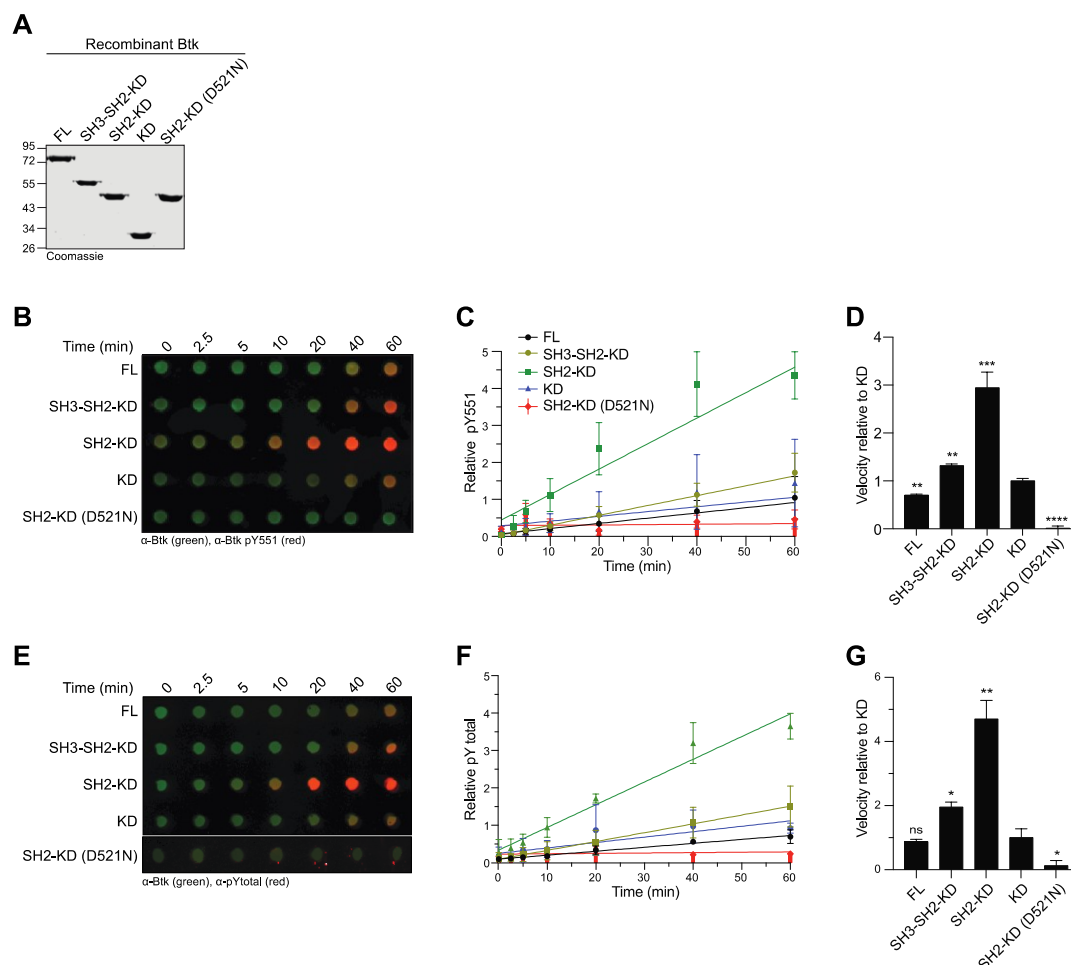 A
Recombinant Btk
FL
SH3-SH2-KD
SH2-KD
KD
SH2-KD (D521N)
95
72
55
43
34
26
Coomassie
B
Time (min)
0 2.5 5 10 20 40 60
FL
SH3-SH2-KD
SH2-KD
KD
SH2-KD (D521N)
α-Btk (green), α-Btk pY551 (red)
C
FL
SH3-SH2-KD
SH2-KD
KD
SH2-KD (D521N)
Relative pY551
5
4
3
2
1
0
0 10 20 30 40 50 60
Time (min)
D
Velocity relative to KD
4
3
2
1
0
** ** *** ****
FL
SH3-SH2-KD
SH2-KD
KD
SH2-KD (D521N)
E
Time (min)
0 2.5 5 10 20 40 60
FL
SH3-SH2-KD
SH2-KD
KD
SH2-KD (D521N)
α-Btk (green), α-pYtotal (red)
F
Relative pY total
5
4
3
2
1
0
0 10 20 30 40 50 60
Time (min)
G
Velocity relative to KD
6
4
2
0
ns * ** *
FL
SH3-SH2-KD
SH2-KD
KD
SH2-KD (D521N)